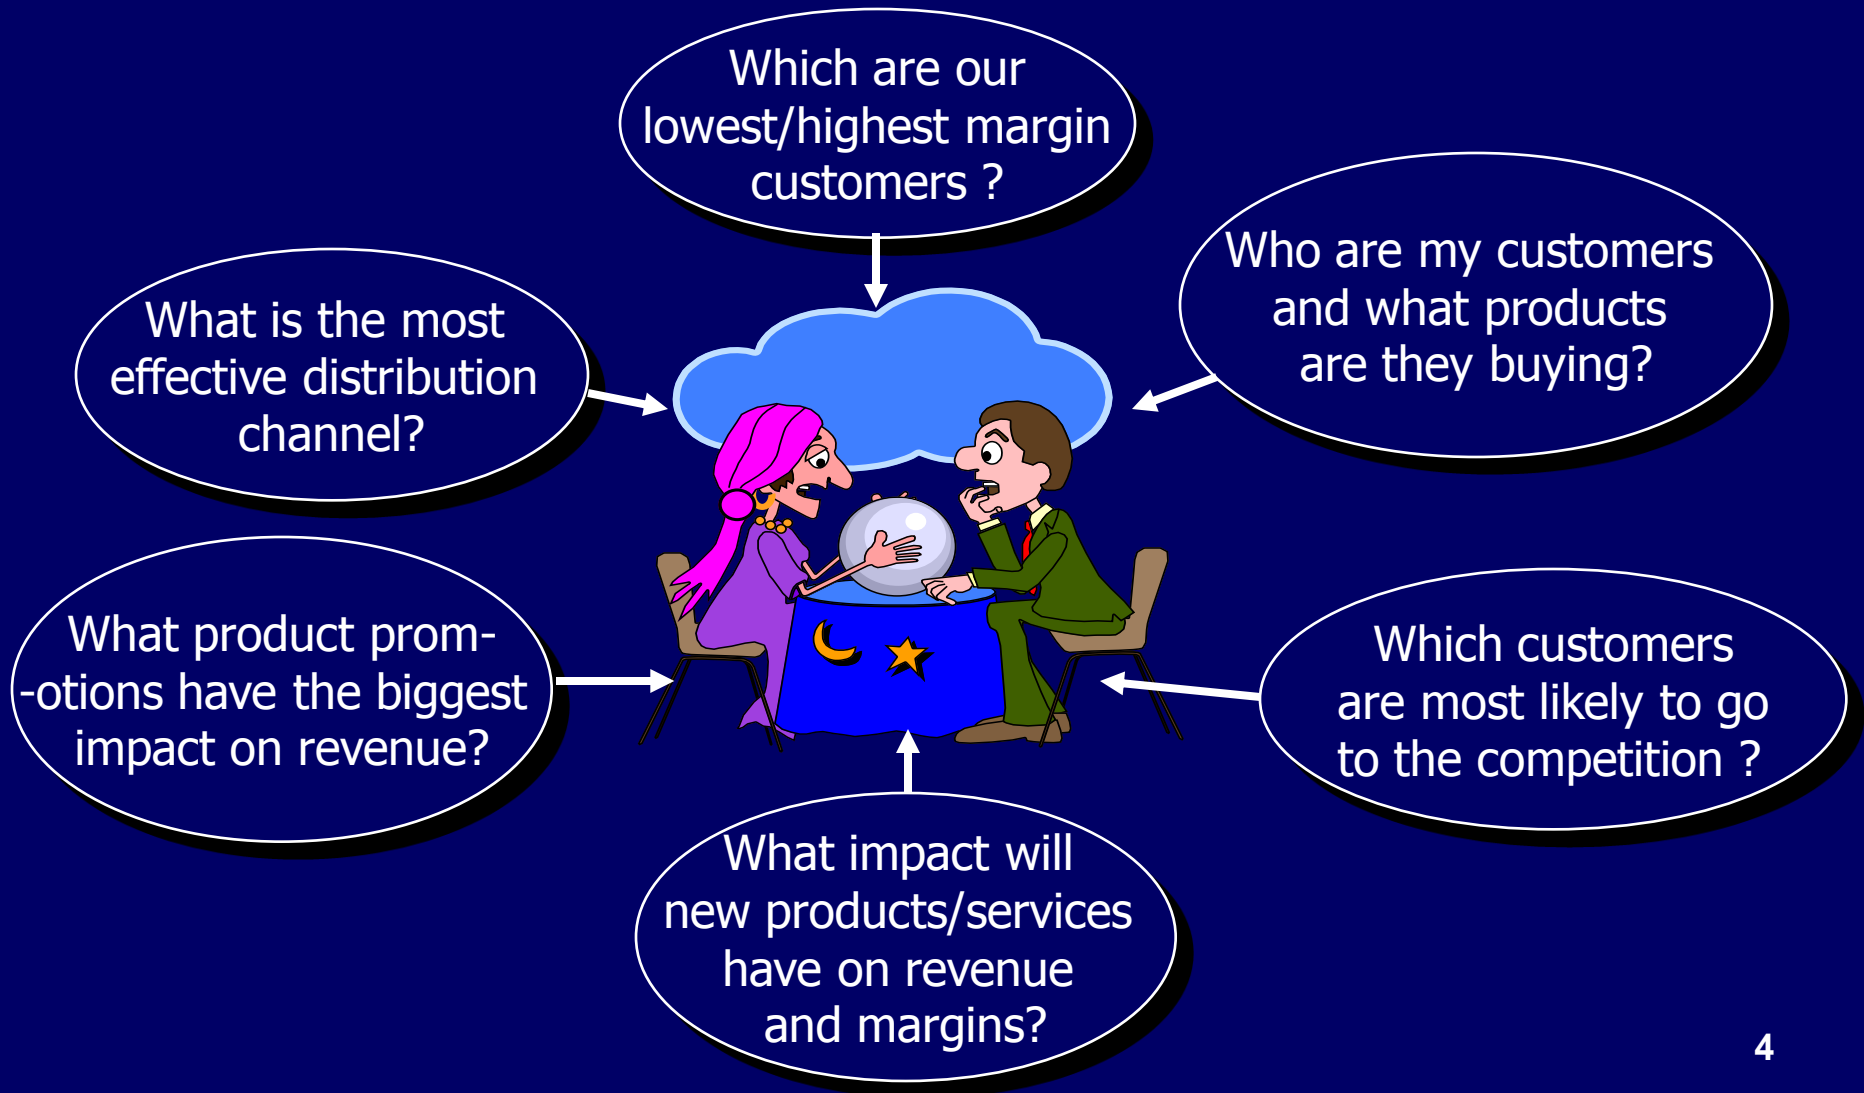 Which are our
lowest/highest margin
customers ?
Who are my customers
and what products
are they buying?
What is the most
effective distribution
channel?
What product prom-
-otions have the biggest
impact on revenue?
Which customers
are most likely to go
to the competition ?
What impact will
new products/services
have on revenue
and margins?
4